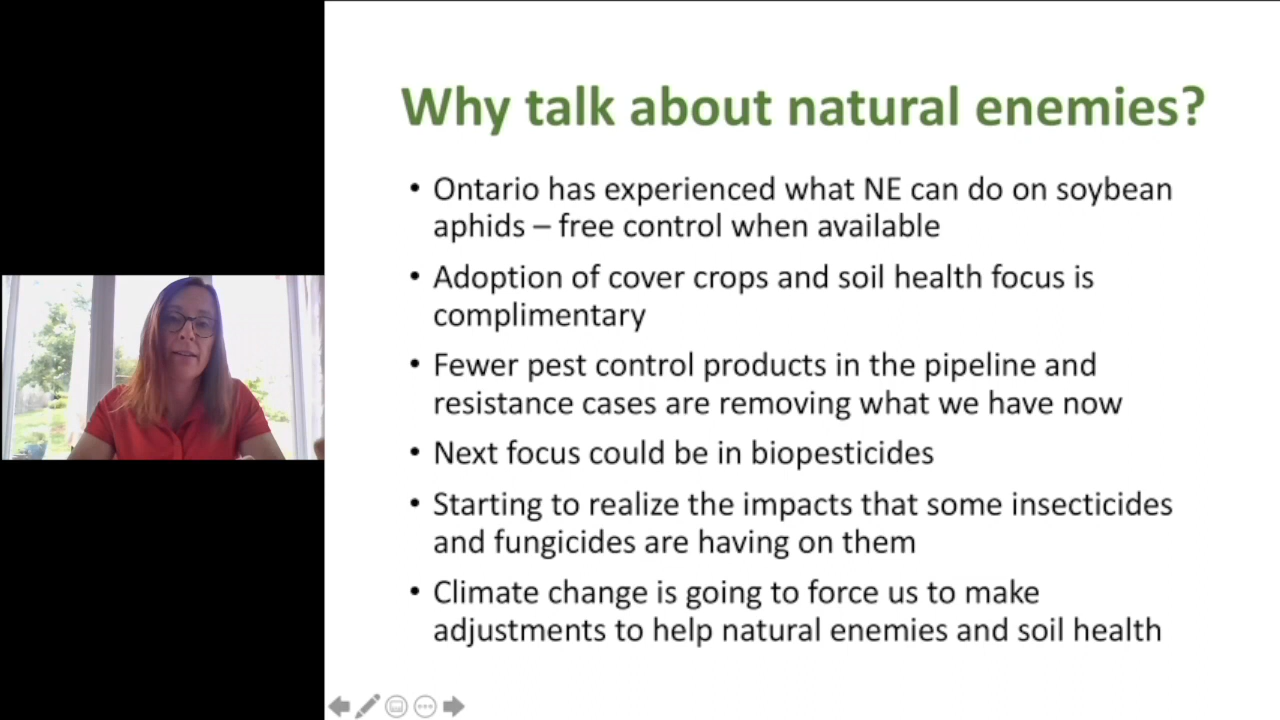 Why talk about natural enemies?
• Ontario has experienced what NE can do on soybean
aphids – free control when available
• Adoption of cover crops and soil health focus is
complimentary
• Fewer pest control products in the pipeline and
resistance cases are removing what we have now
• Next focus could be in biopesticides
• Starting to realize the impacts that some insecticides
and fungicides are having on them
• Climate change is going to force us to make
adjustments to help natural enemies and soil health